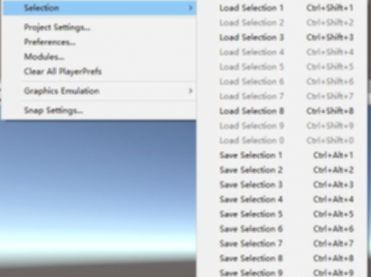 Selection
Project Settings...
Preferences...
Modules...
Clear All PlayerPrefs
Graphics Emulation
Snap Settings...
Load Selection 1 Ctrl+Shift+1
Load Selection 2 Ctrl+Shift+2
Load Selection 3 Ctrl+Shift+3
Load Selection 4 Ctrl+Shift+4
Load Selection 5 Ctrl+Shift+5
Load Selection 6 Ctrl+Shift+6
Load Selection 7 Ctrl+Shift+7
Load Selection 8 Ctrl+Shift+8
Load Selection 9 Ctrl+Shift+9
Load Selection 0 Ctrl+Shift+0
Save Selection 1 Ctrl+Alt+1
Save Selection 2 Ctrl+Alt+2
Save Selection 3 Ctrl+Alt+3
Save Selection 4 Ctrl+Alt+4
Save Selection 5 Ctrl+Alt+5
Save Selection 6 Ctrl+Alt+6
Save Selection 7 Ctrl+Alt+7
Save Selection 8 Ctrl+Alt+8
Save Selection 9 Ctrl+Alt+9